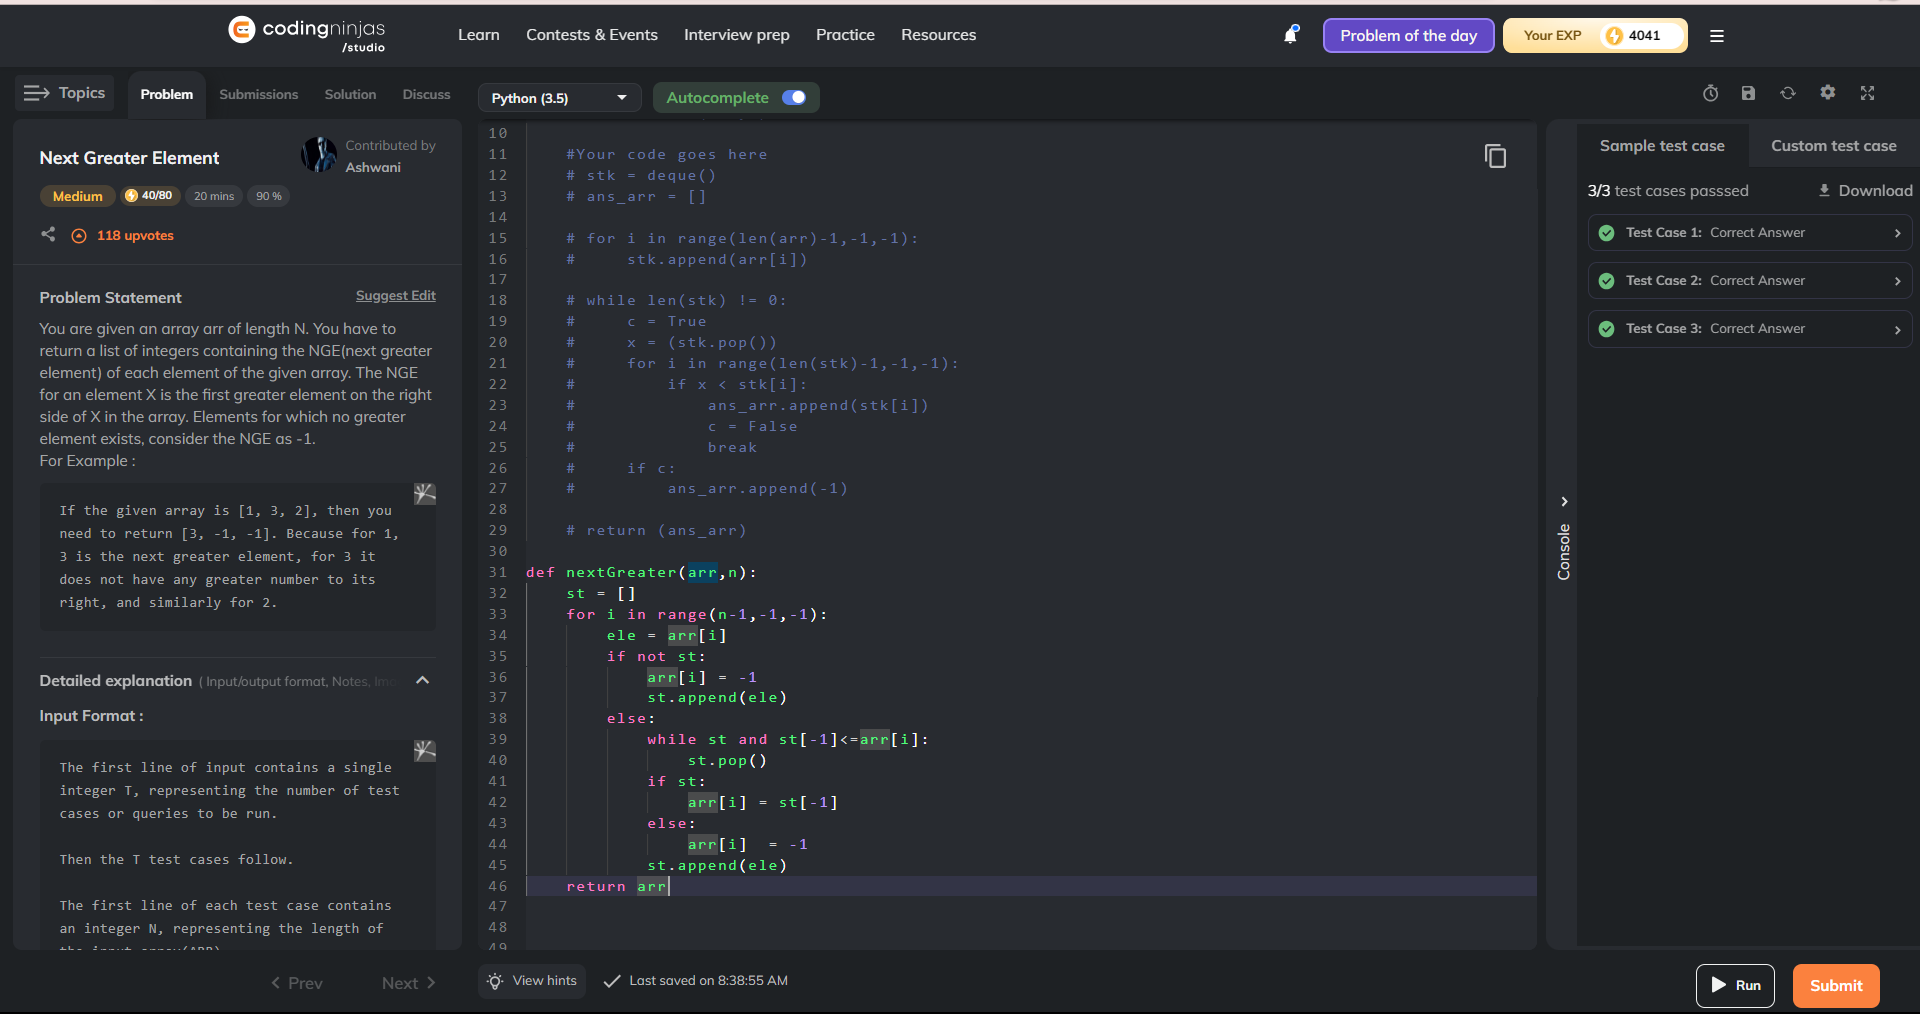 codingninjas
/studio
Learn
Contests & Events
Interview prep
Practice
Resources
Problem of the day
Your EXP
4041
Topics
Problem
Submissions
Solution
Discuss
Python (3.5)
Autocomplete
Next Greater Element
Contributed by
Ashwani
Medium
40/80
20 mins
90 %
118 upvotes
Problem Statement
Suggest Edit
You are given an array arr of length N. You have to
return a list of integers containing the NGE(next greater
element) of each element of the given array. The NGE
for an element X is the first greater element on the right
side of X in the array. Elements for which no greater
element exists, consider the NGE as -1.
For Example :
If the given array is [1, 3, 2], then you
need to return [3, -1, -1]. Because for 1,
3 is the next greater element, for 3 it
does not have any greater number to its
right, and similarly for 2.
Detailed explanation ( Input/output format, Notes,
Input Format :
The first line of input contains a single
integer T, representing the number of test
cases or queries to be run.
Then the T test cases follow.
The first line of each test case contains
an integer N, representing the length of
Prev
Next
10
11 #Your code goes here
12 # stk = deque()
13 # ans_arr = []
14
15 # for i in range(len(arr)-1,-1,-1):
16 #     stk.append(arr[i])
17
18 # while len(stk) != 0:
19 #     c = True
20 #     x = (stk.pop())
21 #     for i in range(len(stk)-1,-1,-1):
22 #         if x < stk[i]:
23 #             ans_arr.append(stk[i])
24 #             c = False
25 #             break
26 #     if c:
27 #         ans_arr.append(-1)
28
29 # return (ans_arr)
30
31 def nextGreater(arr,n):
32     st = []
33     for i in range(n-1,-1,-1):
34         ele = arr[i]
35         if not st:
36             arr[i] = -1
37             st.append(ele)
38         else:
39             while st and st[-1]<=arr[i]:
40                 st.pop()
41             if st:
42                 arr[i] = st[-1]
43             else:
44                 arr[i]  = -1
45             st.append(ele)
46     return arr
47
48
49
View hints
Last saved on 8:38:55 AM
Console
Sample test case
Custom test case
3/3 test cases passsed
Download
Test Case 1: Correct Answer
Test Case 2: Correct Answer
Test Case 3: Correct Answer
Run
Submit